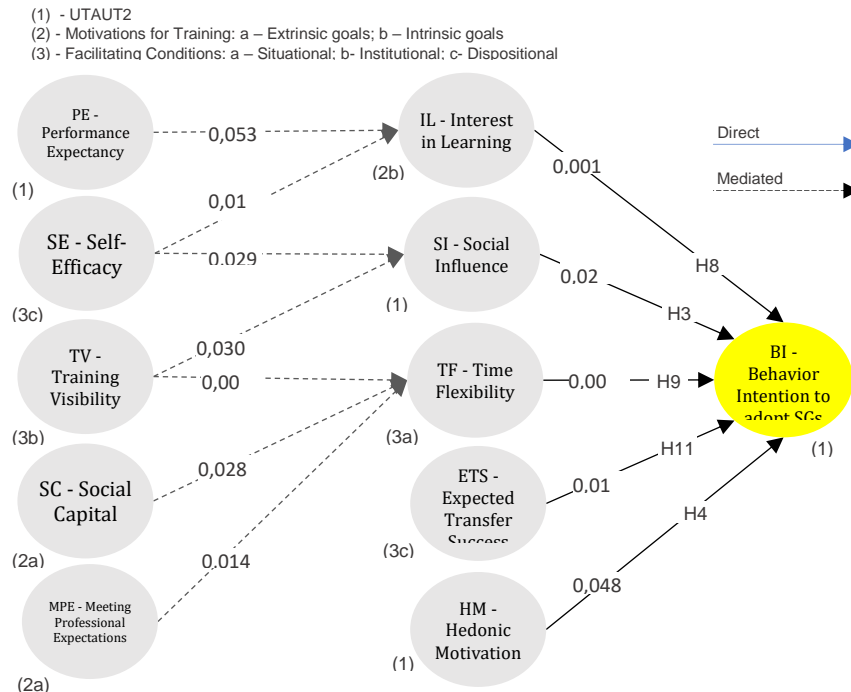 (1) - UTAUT2
(2) - Motivations for Training: a – Extrinsic goals; b – Intrinsic goals
(3) - Facilitating Conditions: a – Situational; b- Institutional; c- Dispositional
PE -
Performance
Expectancy
(1)
0,053
IL - Interest
in Learning
(2b)
Direct
Mediated
0,01
0,001
SE - Self-
Efficacy
(3c)
0,029
SI - Social
Influence
(1)
0,02
H8
H3
TV -
Training
Visibility
(3b)
0,030
0,00
TF - Time
Flexibility
(3a)
0,00
H9
BI -
Behavior
Intention to
adopt SGs
(1)
SC - Social
Capital
(2a)
0,028
ETS -
Expected
Transfer
Success
(3c)
0,01
H11
H4
MPE - Meeting
Professional
Expectations
(2a)
0,014
HM -
Hedonic
Motivation
(1)
0,048